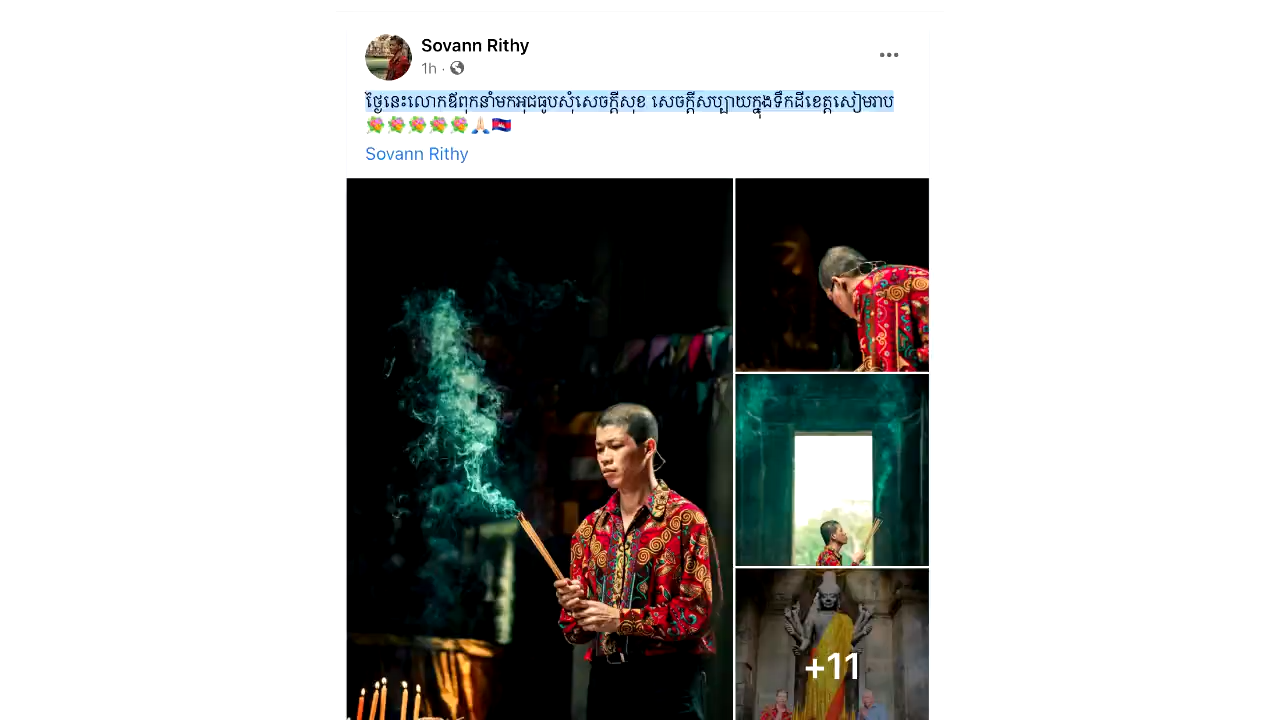 Sovann Rithy
1h ·
ថ្ងៃនេះលោកឪពុកនាំមកអុជធូបសុំសេចក្ដីសុខ សេចក្ដីសប្បាយក្នុងទឹកដីខេត្តសៀមរាប
💐💐💐💐💐🙏🏻🇰🇭
Sovann Rithy
+11